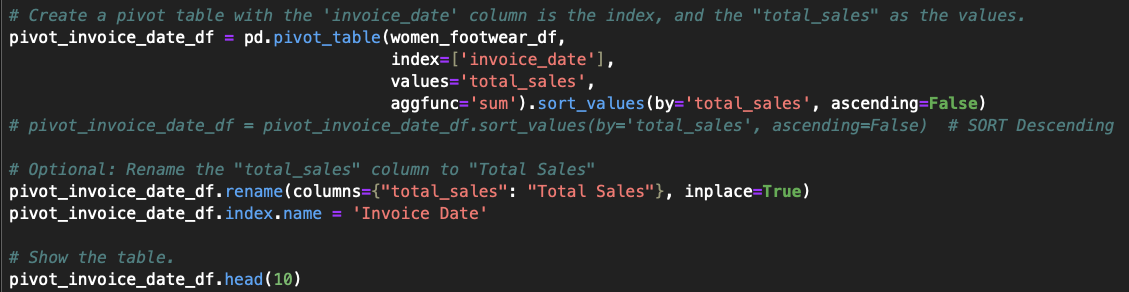 # Create a pivot table with the 'invoice_date' column is the index, and the "total_sales" as the values.
pivot_invoice_date_df = pd.pivot_table(women_footwear_df,
                                       index=['invoice_date'],
                                       values='total_sales',
                                       aggfunc='sum').sort_values(by='total_sales', ascending=False)
# pivot_invoice_date_df = pivot_invoice_date_df.sort_values(by='total_sales', ascending=False)  # SORT Descending

# Optional: Rename the "total_sales" column to "Total Sales"
pivot_invoice_date_df.rename(columns={"total_sales": "Total Sales"}, inplace=True)
pivot_invoice_date_df.index.name = 'Invoice Date'

# Show the table.
pivot_invoice_date_df.head(10)